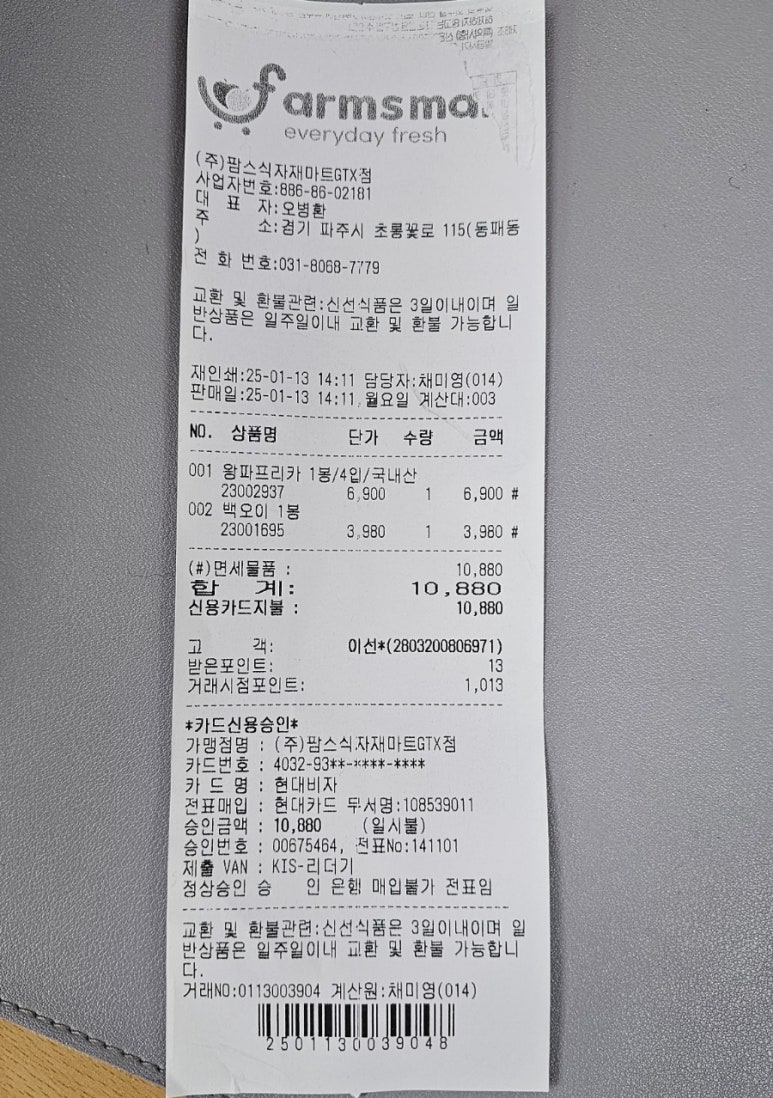 farmsma
everyday fresh
(주)팜스식자재마트GTX점
사업자번호:886-86-02181
대 표 자:오병환
주 소:경기 파주시 초롱꽃로 115(동패동
)
전 화 번호:031-8068-7779
교환 및 환불관련:신선식품은 3일이내이며 일
반상품은 일주일이내 교환 및 환불 가능합니
다.
재인쇄:25-01-13 14:11 담당자:채미영(014)
판매일:25-01-13 14:11, 월요일 계산대:003
NO. 상품명 단가 수량 금액
001 왕파프리카 1봉/4입/국내산
23002937 6,900 1 6,900 #
002 백오이 1봉
23001695 3,980 1 3,980 #
(#)면세물품 : 10,880
합 계: 10,880
신용카드지불 : 10,880
고 객: 이선*(2803200806971)
받은포인트: 13
거래시점포인트: 1,013
*카드신용승인*
가맹점명 : (주)팜스식자재마트GTX점
카드번호 : 4032-93**-****-****
카 드 명 : 현대비자
전표매입 : 현대카드 무서명:108539011
승인금액 : 10,880 (일시불)
승인번호 : 00675464, 전표No:141101
제출 VAN : KIS-리더기
정상승인 승 인 은행 매입불가 전표임
교환 및 환불관련:신선식품은 3일이내이며 일
반상품은 일주일이내 교환 및 환불 가능합니
다.
거래NO:0113003904 계산원:채미영(014)
2501130039048